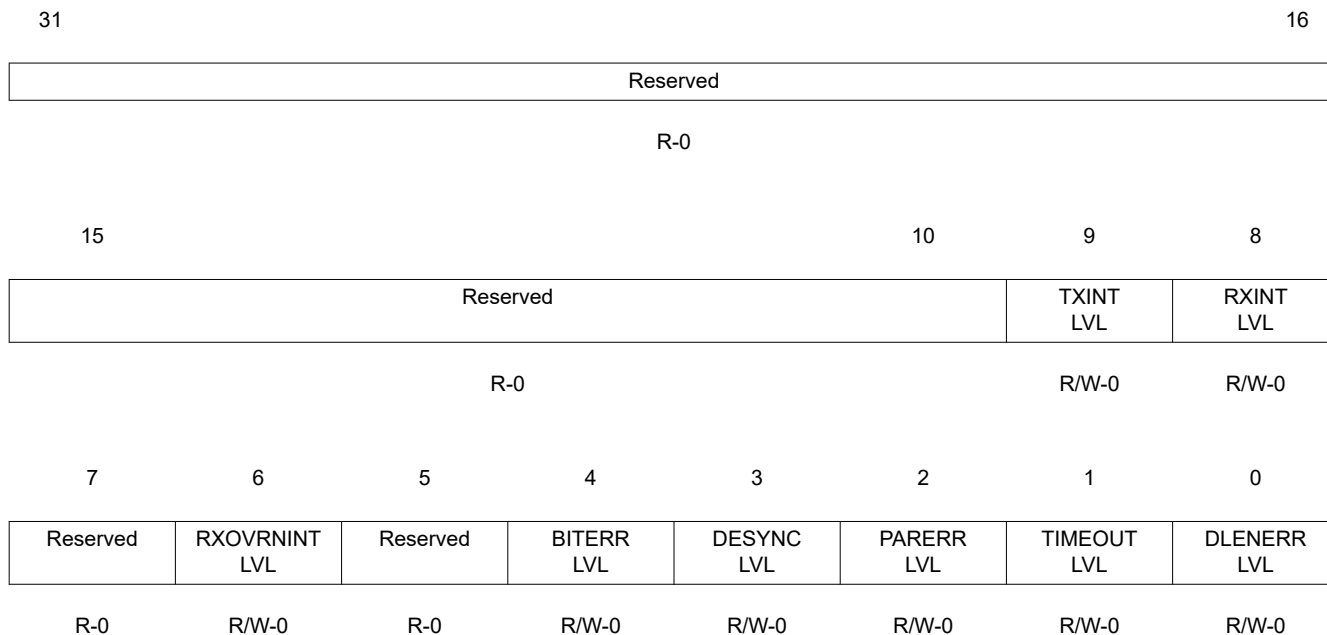 31 16
Reserved
R-0
15 10 9 8
Reserved TXINT LVL RXINT LVL
R-0 R/W-0 R/W-0
7 6 5 4 3 2 1 0
Reserved RXOVRNINT LVL Reserved BITERR LVL DESYNC LVL PARERR LVL TIMEOUT LVL DLENERR LVL
R-0 R/W-0 R-0 R/W-0 R/W-0 R/W-0 R/W-0 R/W-0